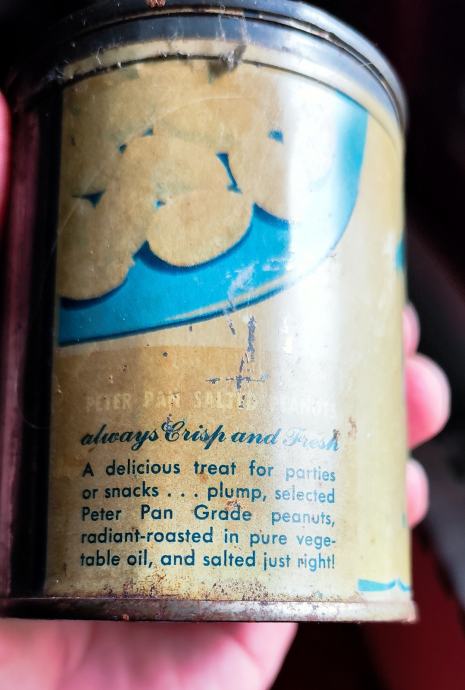 PETER PAN SALTED PEANUTS
always Crisp and Fresh
A delicious treat for parties
or snacks . . . plump, selected
Peter Pan Grade peanuts,
radiant-roasted in pure vege-
table oil, and salted just right!